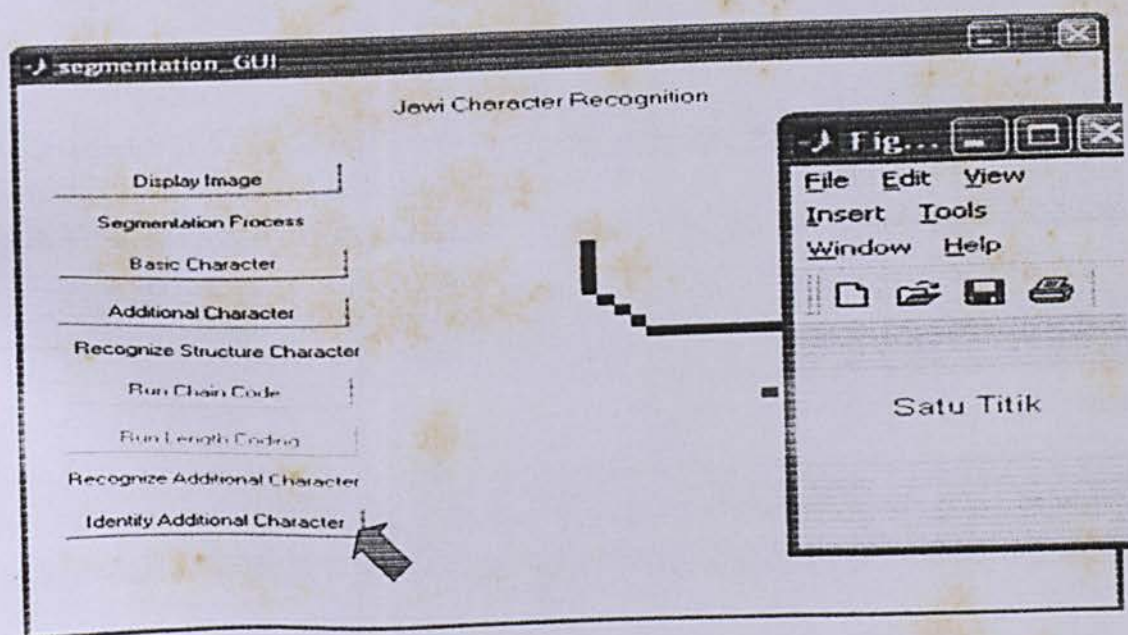 segmentation_GUI
Jawi Character Recognition
Display Image
Segmentation Process
Basic Character
Additional Character
Recognize Structure Character
Run Chain Code
Run Length Coding
Recognize Additional Character
Identify Additional Character
Fig...
File Edit View
Insert Tools
Window Help
Satu Titik